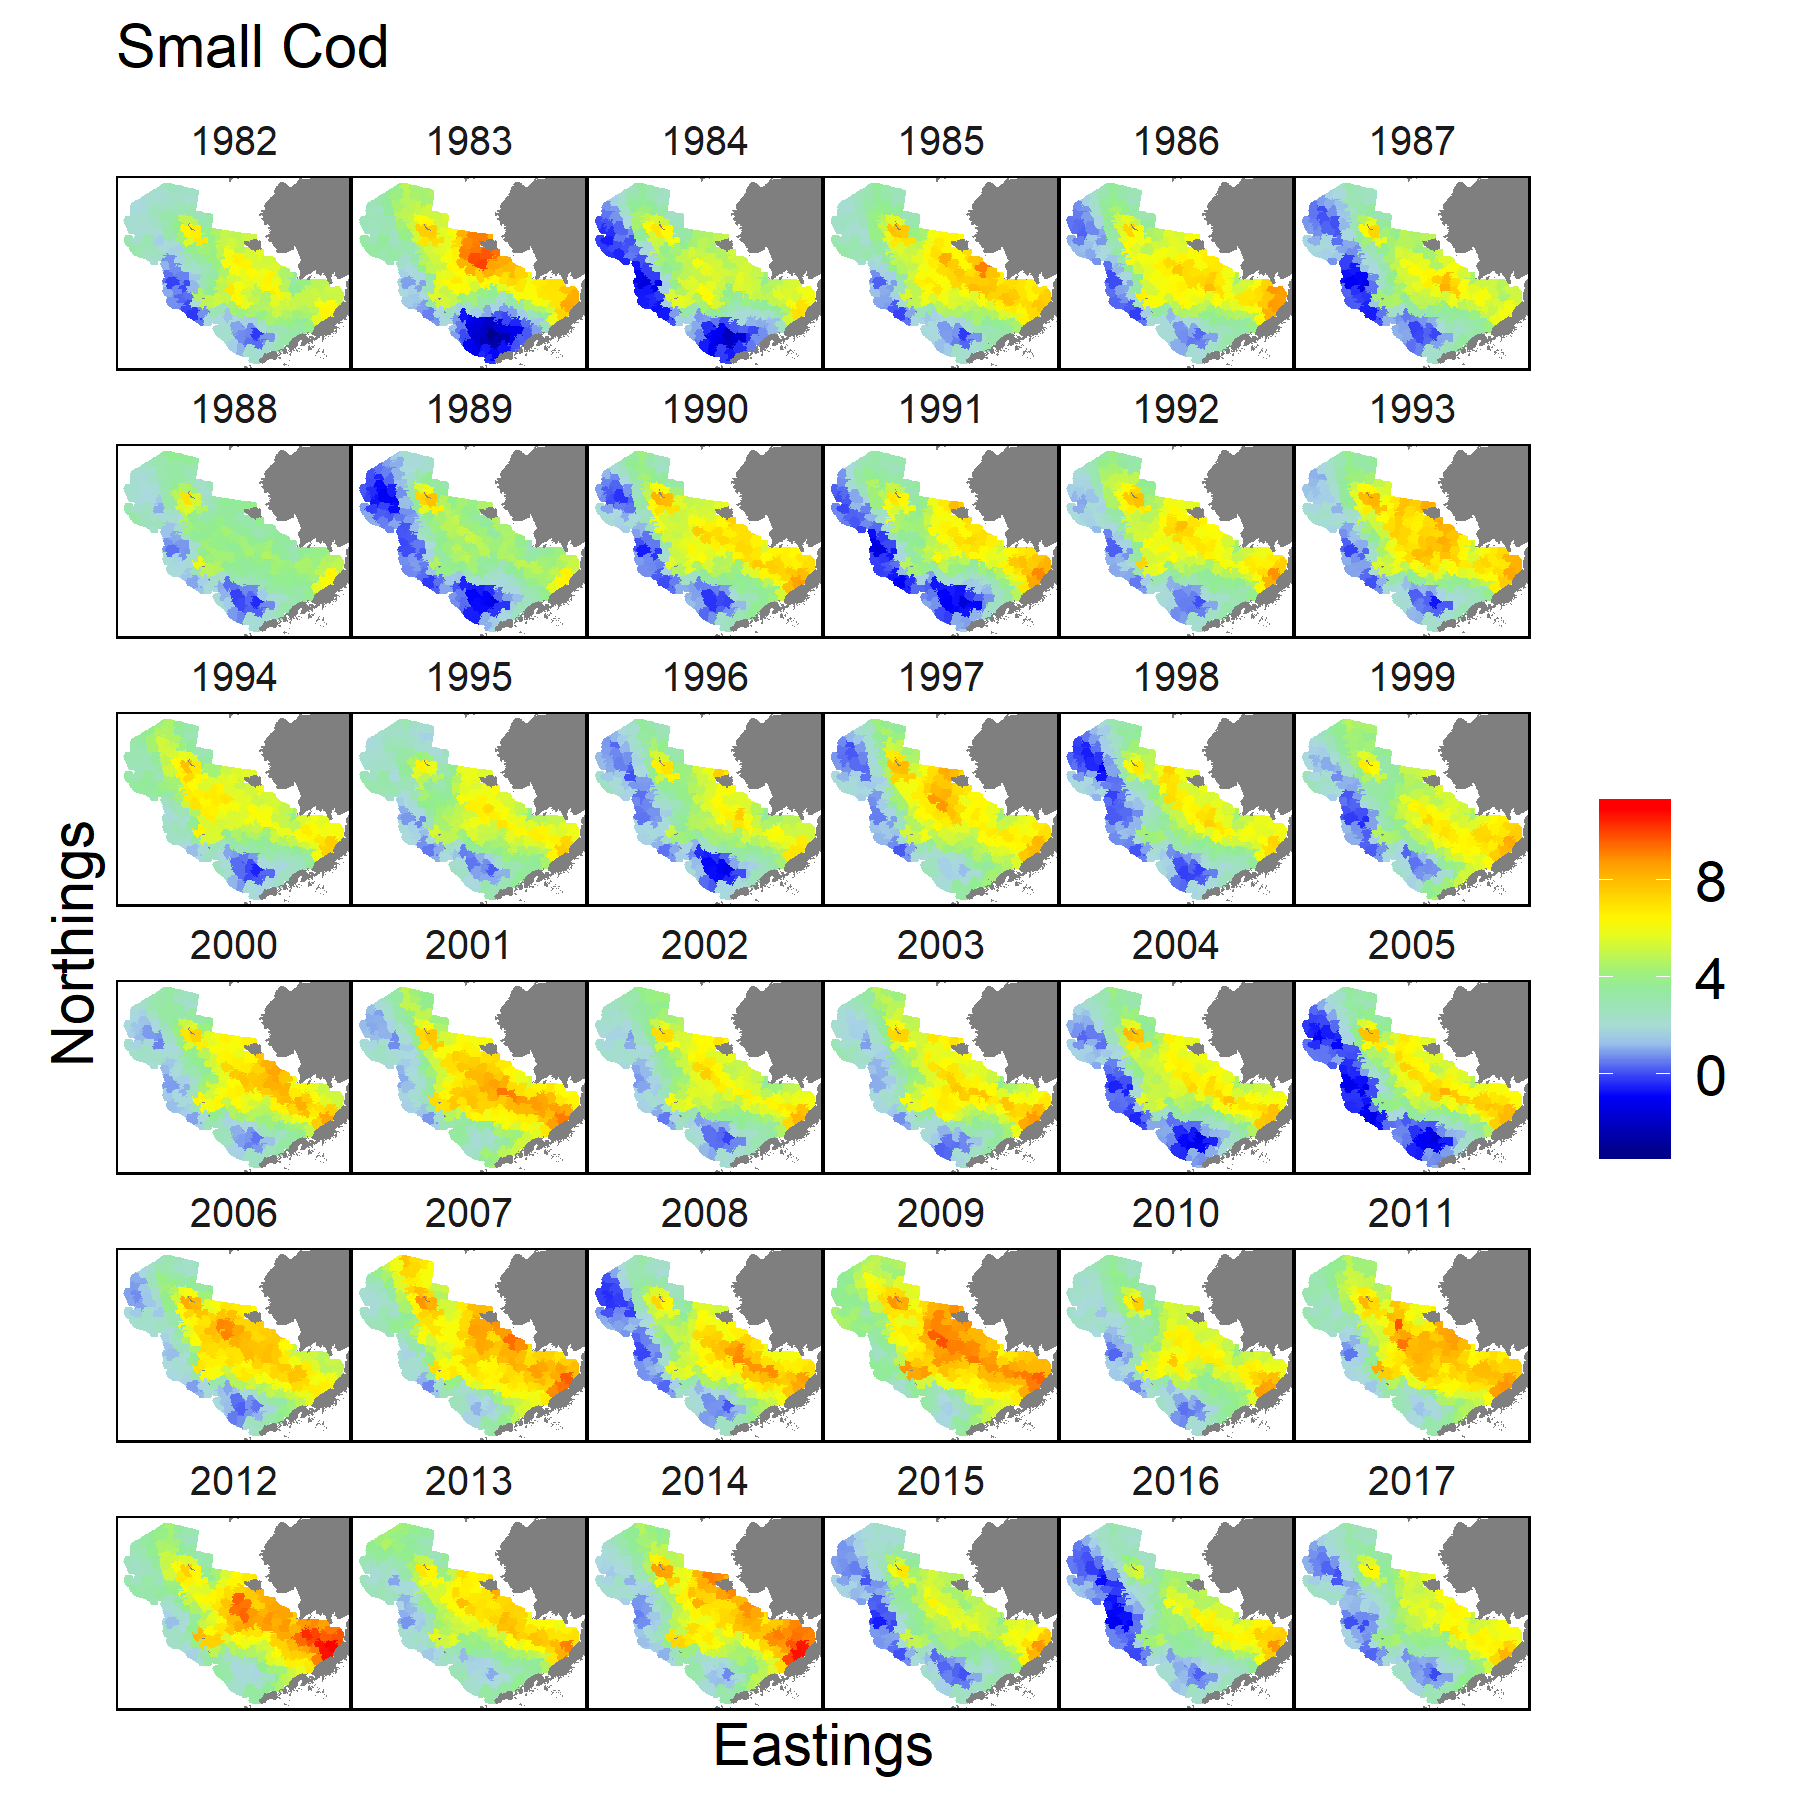 Small Cod
1982 1983 1984 1985 1986 1987
1988 1989 1990 1991 1992 1993
1994 1995 1996 1997 1998 1999
2000 2001 2002 2003 2004 2005
2006 2007 2008 2009 2010 2011
2012 2013 2014 2015 2016 2017
Northings
Eastings
8
4
0